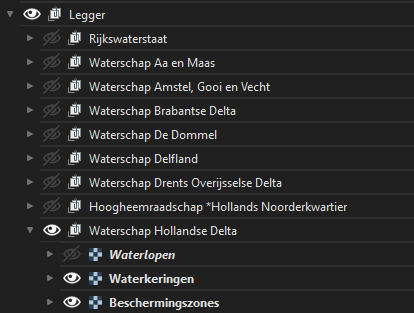 Legger
Rijkswaterstaat
Waterschap Aa en Maas
Waterschap Amstel, Gooi en Vecht
Waterschap Brabantse Delta
Waterschap De Dommel
Waterschap Delfland
Waterschap Drents Overijsselse Delta
Hoogheemraadschap *Hollands Noorderkwartier
Waterschap Hollandse Delta
Waterlopen
Waterkeringen
Beschermingszones